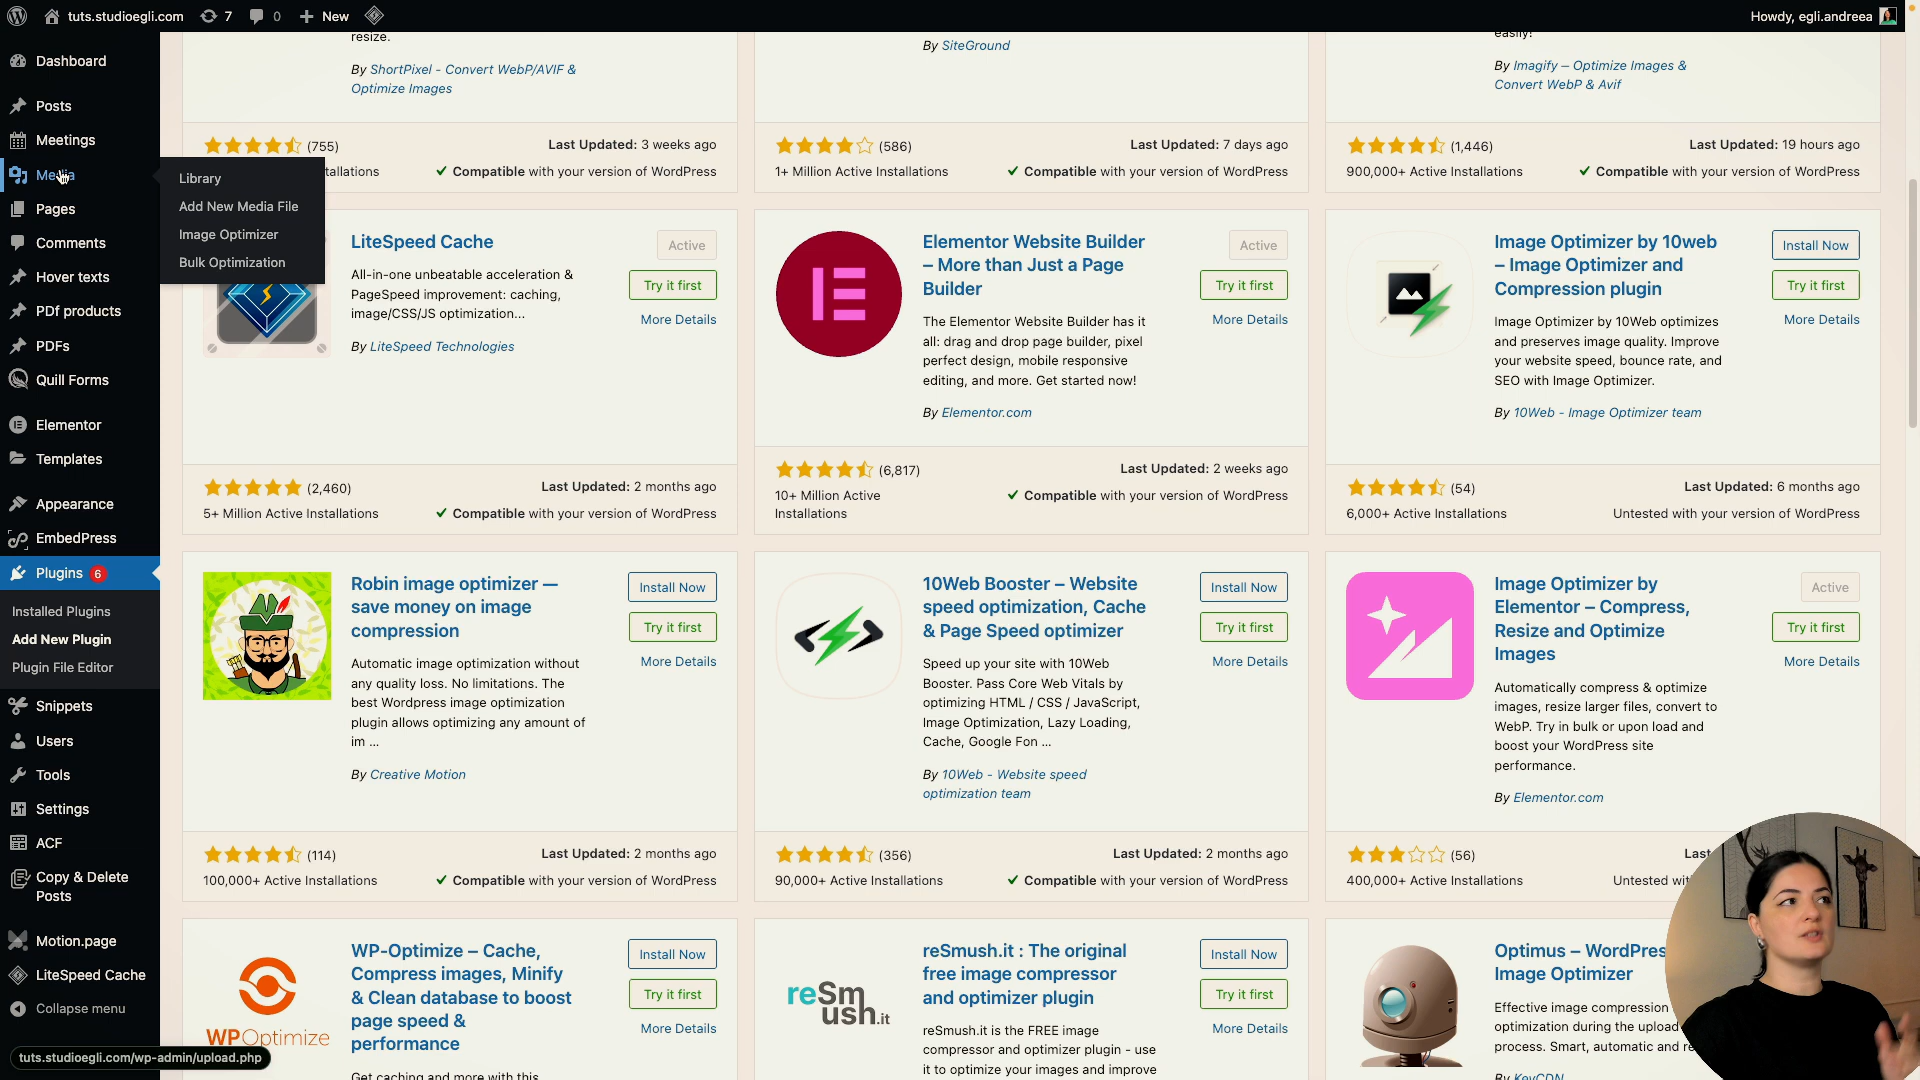 tuts.studioegli.com
7
0
New
Howdy, egli.andreea
Dashboard
Posts
Meetings
Media
Pages
Comments
Hover texts
PDf products
PDFs
Quill Forms
Elementor
Templates
Appearance
EmbedPress
Plugins 6
Installed Plugins
Add New Plugin
Plugin File Editor
Snippets
Users
Tools
Settings
ACF
Copy & Delete
Posts
Motion.page
LiteSpeed Cache
Collapse menu
tuts.studioegli.com/wp-admin/upload.php
Library
Add New Media File
Image Optimizer
Bulk Optimization
resize.
By ShortPixel - Convert WebP/AVIF &
Optimize Images
(755)
Last Updated: 3 weeks ago
Compatible with your version of WordPress
By SiteGround
(586)
Last Updated: 7 days ago
1+ Million Active Installations
Compatible with your version of WordPress
easily!
By Imagify – Optimize Images &
Convert WebP & Avif
(1,446)
Last Updated: 19 hours ago
900,000+ Active Installations
Compatible with your version of WordPress
LiteSpeed Cache
Active
Try it first
More Details
All-in-one unbeatable acceleration &
PageSpeed improvement: caching,
image/CSS/JS optimization...
By LiteSpeed Technologies
(2,460)
Last Updated: 2 months ago
5+ Million Active Installations
Compatible with your version of WordPress
Elementor Website Builder
– More than Just a Page
Builder
Active
Try it first
More Details
The Elementor Website Builder has it
all: drag and drop page builder, pixel
perfect design, mobile responsive
editing, and more. Get started now!
By Elementor.com
(6,817)
Last Updated: 2 weeks ago
10+ Million Active
Installations
Compatible with your version of WordPress
Image Optimizer by 10web
– Image Optimizer and
Compression plugin
Install Now
Try it first
More Details
Image Optimizer by 10Web optimizes
and preserves image quality. Improve
your website speed, bounce rate, and
SEO with Image Optimizer.
By 10Web - Image Optimizer team
(54)
Last Updated: 6 months ago
6,000+ Active Installations
Untested with your version of WordPress
Robin image optimizer —
save money on image
compression
Install Now
Try it first
More Details
Automatic image optimization without
any quality loss. No limitations. The
best Wordpress image optimization
plugin allows optimizing any amount of
im ...
By Creative Motion
(114)
Last Updated: 2 months ago
100,000+ Active Installations
Compatible with your version of WordPress
10Web Booster – Website
speed optimization, Cache
& Page Speed optimizer
Install Now
Try it first
More Details
Speed up your site with 10Web
Booster. Pass Core Web Vitals by
optimizing HTML / CSS / JavaScript,
Image Optimization, Lazy Loading,
Cache, Google Fon ...
By 10Web - Website speed
optimization team
(356)
Last Updated: 2 months ago
90,000+ Active Installations
Compatible with your version of WordPress
Image Optimizer by
Elementor – Compress,
Resize and Optimize
Images
Active
Try it first
More Details
Automatically compress & optimize
images, resize larger files, convert to
WebP. Try in bulk or upon load and
boost your WordPress site
performance.
By Elementor.com
(56)
400,000+ Active Installations
Untested
WPOptimize
WP-Optimize – Cache,
Compress images, Minify
& Clean database to boost
page speed &
performance
Install Now
Try it first
More Details
Get caching and more with this
reSmush.it
reSmush.it : The original
free image compressor
and optimizer plugin
Install Now
Try it first
More Details
reSmush.it is the FREE image
compressor and optimizer plugin - use
it to optimize your images and improve
Optimus –
Image Optimizer
Effective image compression
optimization during the upload
process. Smart, automatic and
By KeyCDN